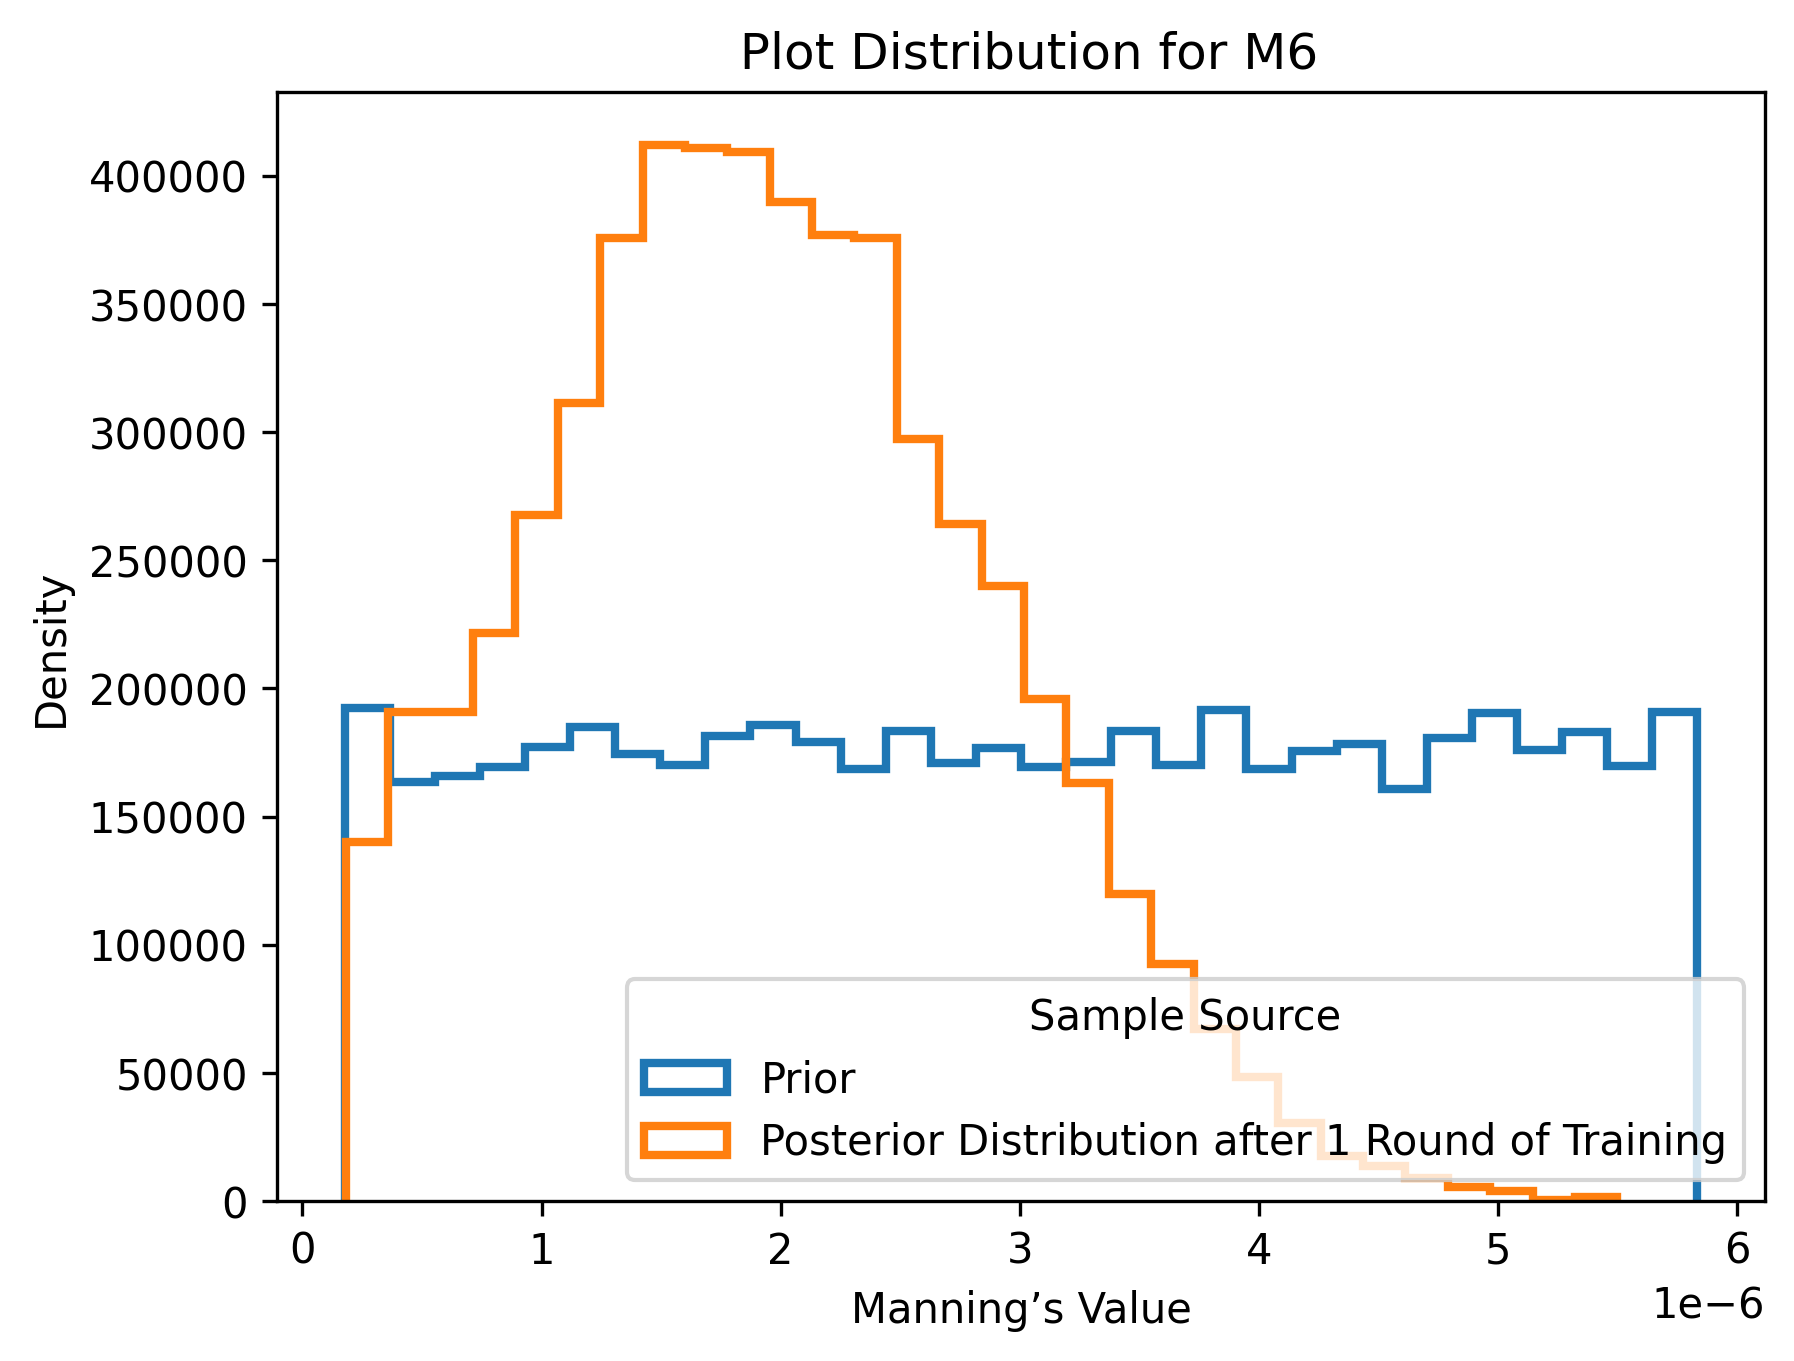 Plot Distribution for M6
400000
350000
300000
250000
200000
150000
100000
50000
0
Density
0 1 2 3 4 5 6
1e−6
Manning’s Value
Sample Source
Prior
Posterior Distribution after 1 Round of Training